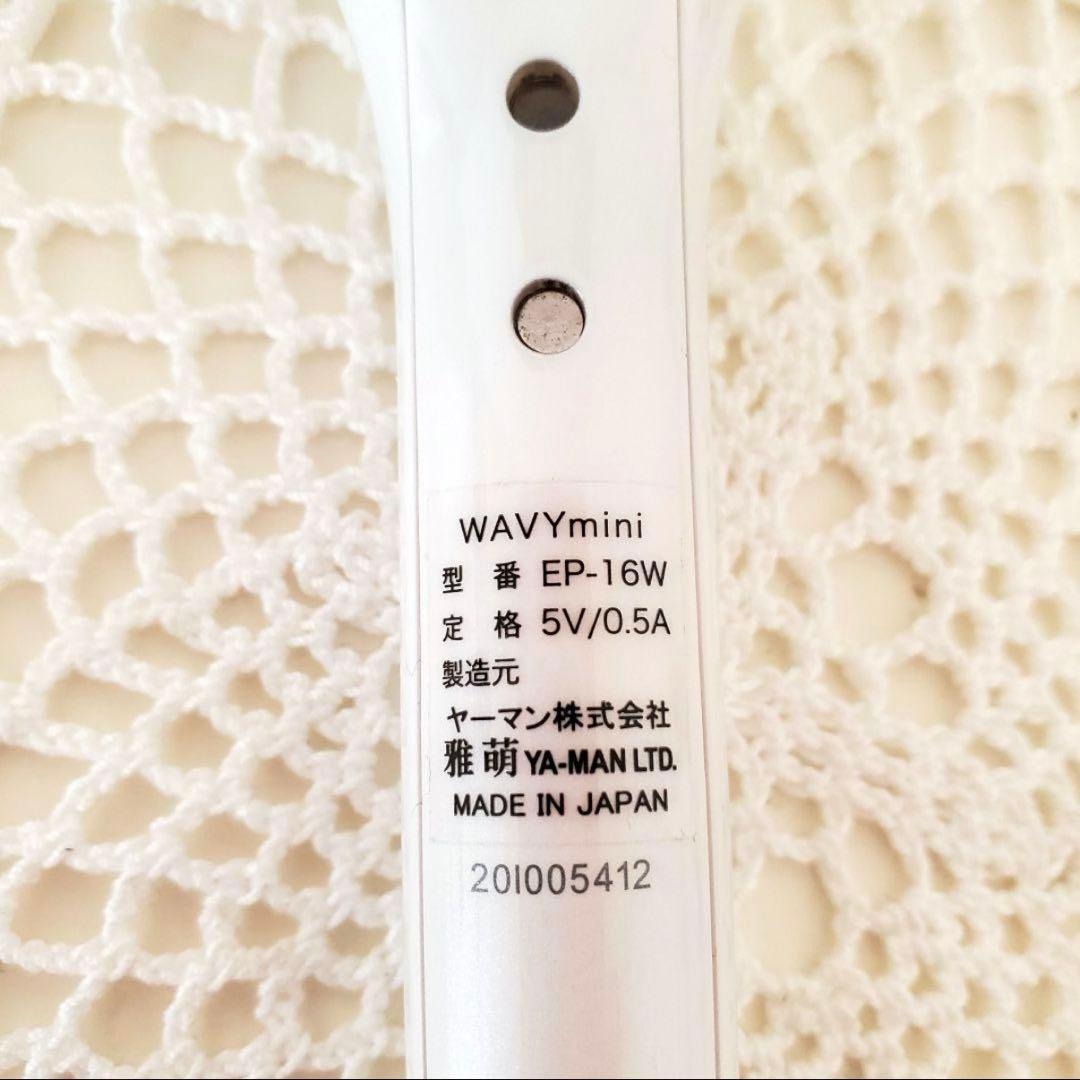 WAVYmini
型 番 EP-16W
定 格 5V/0.5A
製造元
ヤーマン株式会社
雅萌 YA-MAN LTD.
MADE IN JAPAN
20I005412